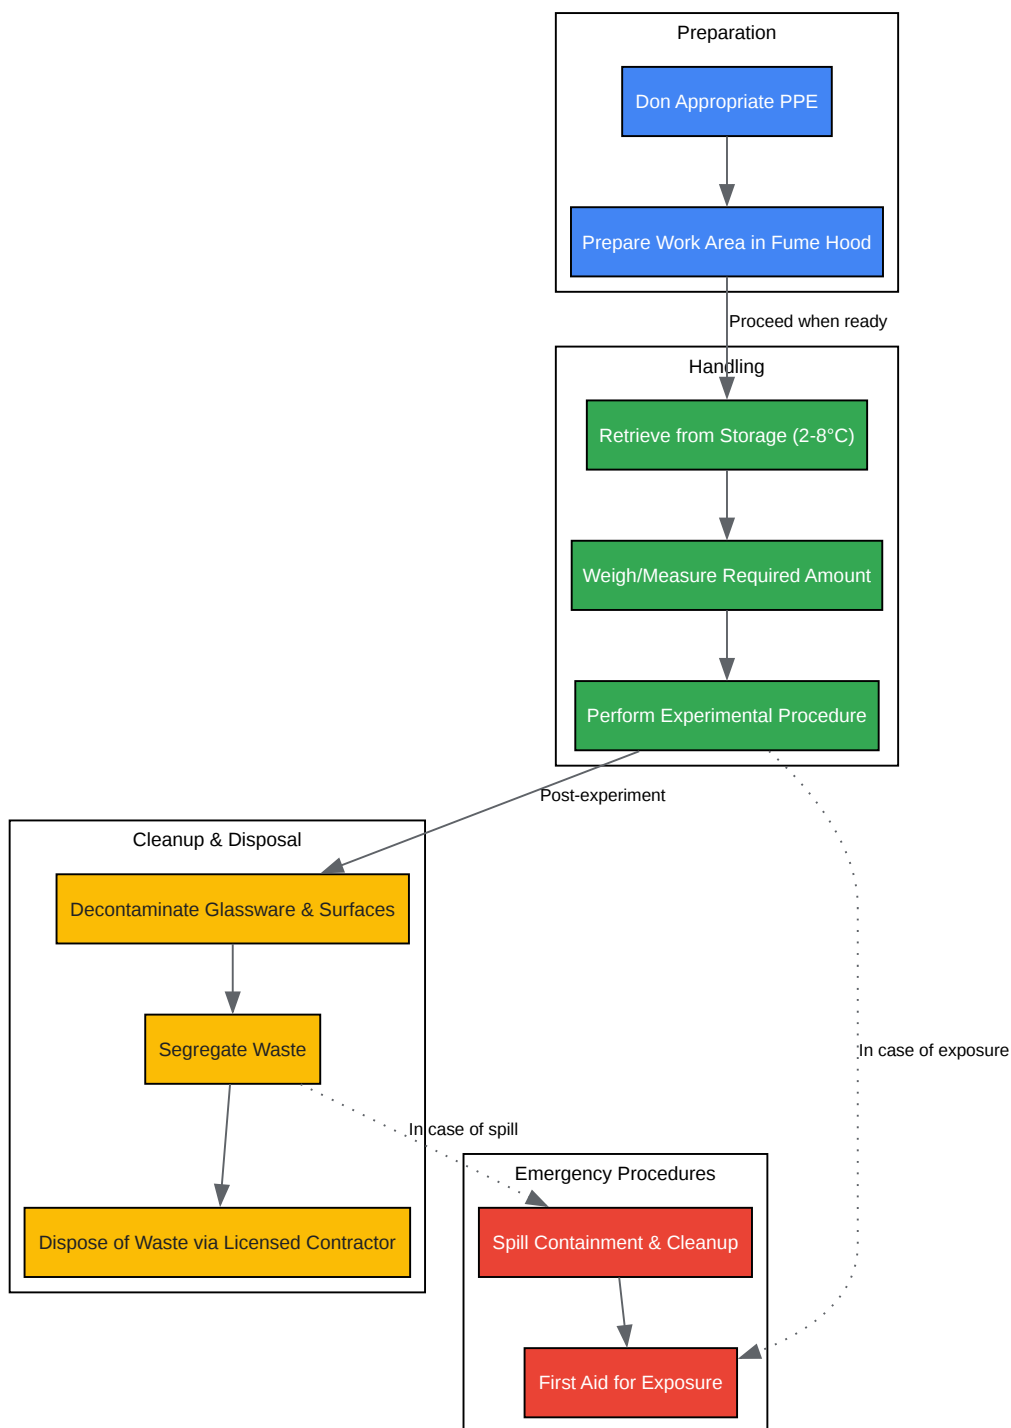 Preparation
Don Appropriate PPE
Prepare Work Area in Fume Hood
Proceed when ready
Handling
Retrieve from Storage (2-8°C)
Weigh/Measure Required Amount
Perform Experimental Procedure
Post-experiment
Cleanup & Disposal
Decontaminate Glassware & Surfaces
Segregate Waste
In case of exposure
In case of spill
Emergency Procedures
Dispose of Waste via Licensed Contractor
Spill Containment & Cleanup
First Aid for Exposure